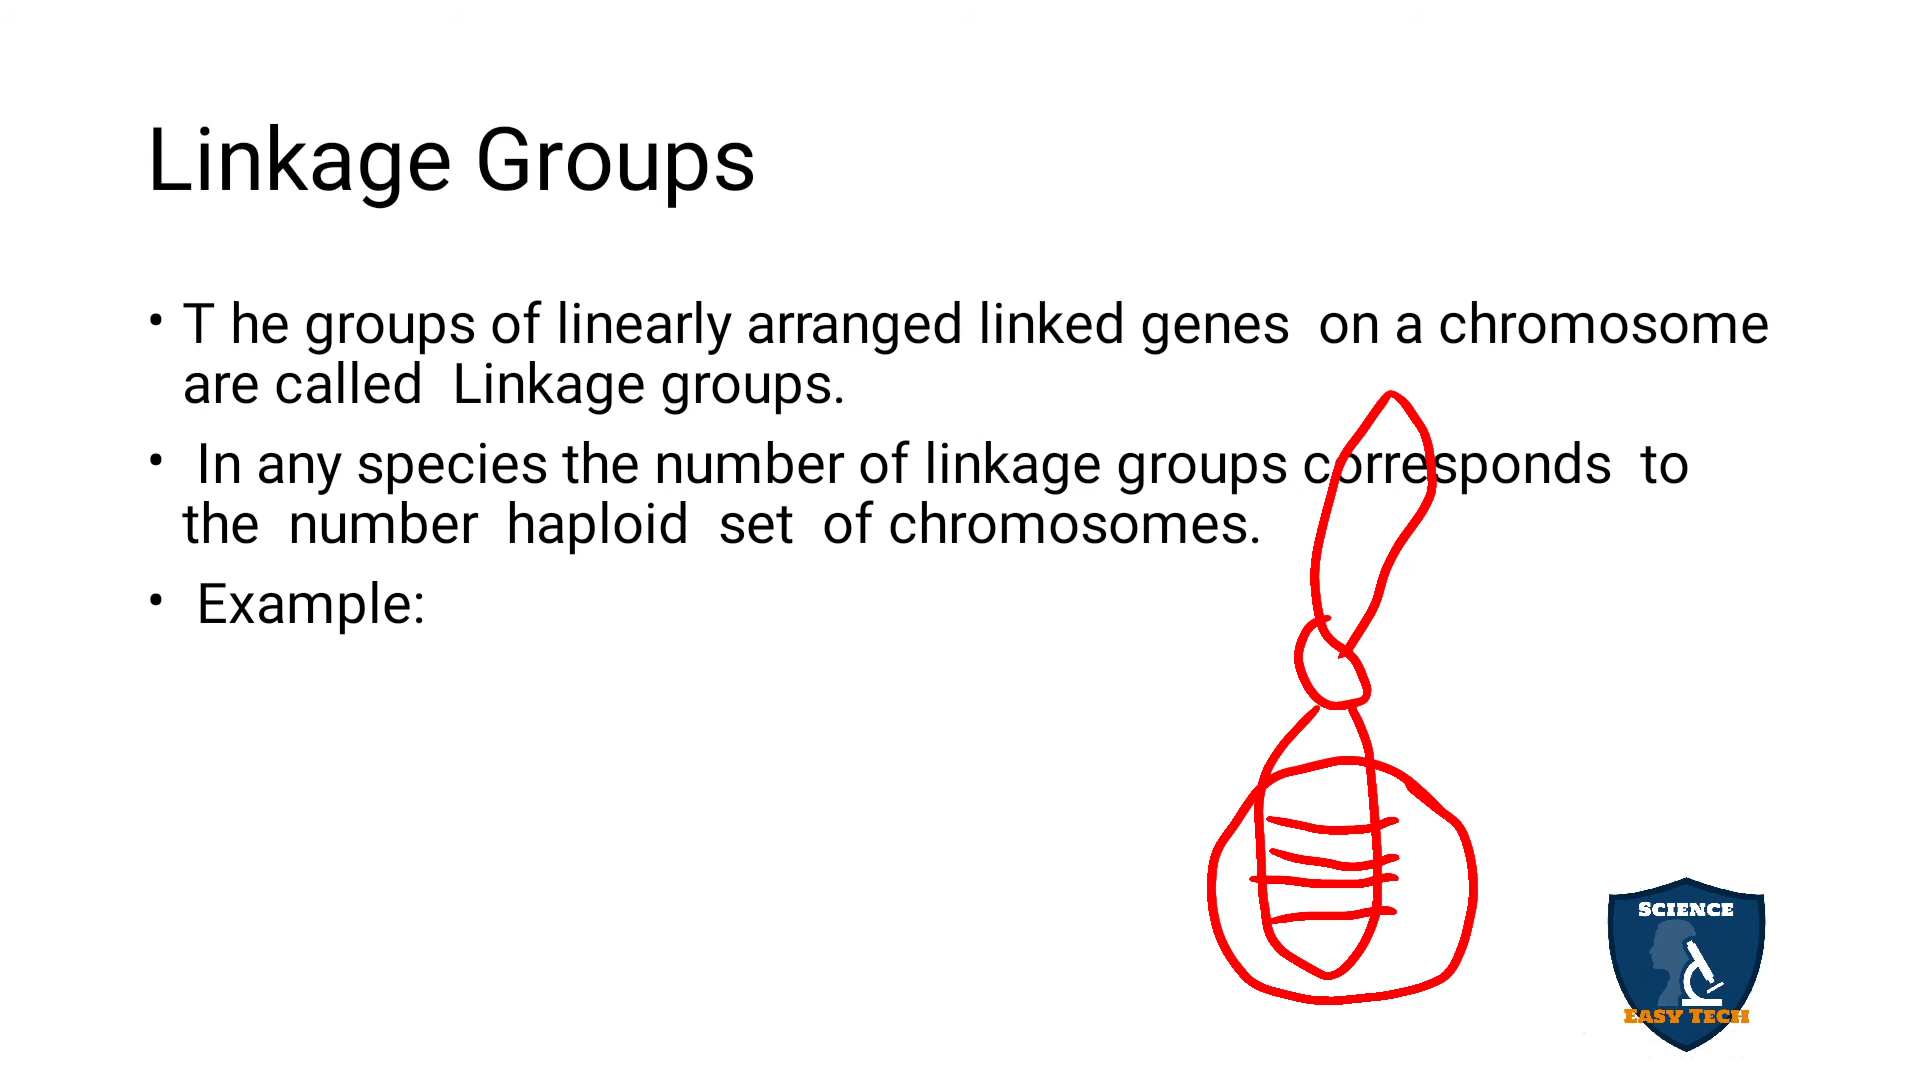 Linkage Groups
• T he groups of linearly arranged linked genes  on a chromosome
are called  Linkage groups.
•  In any species the number of linkage groups corresponds  to
the  number  haploid  set  of chromosomes.
•  Example:
SCIENCE
EASY TECH